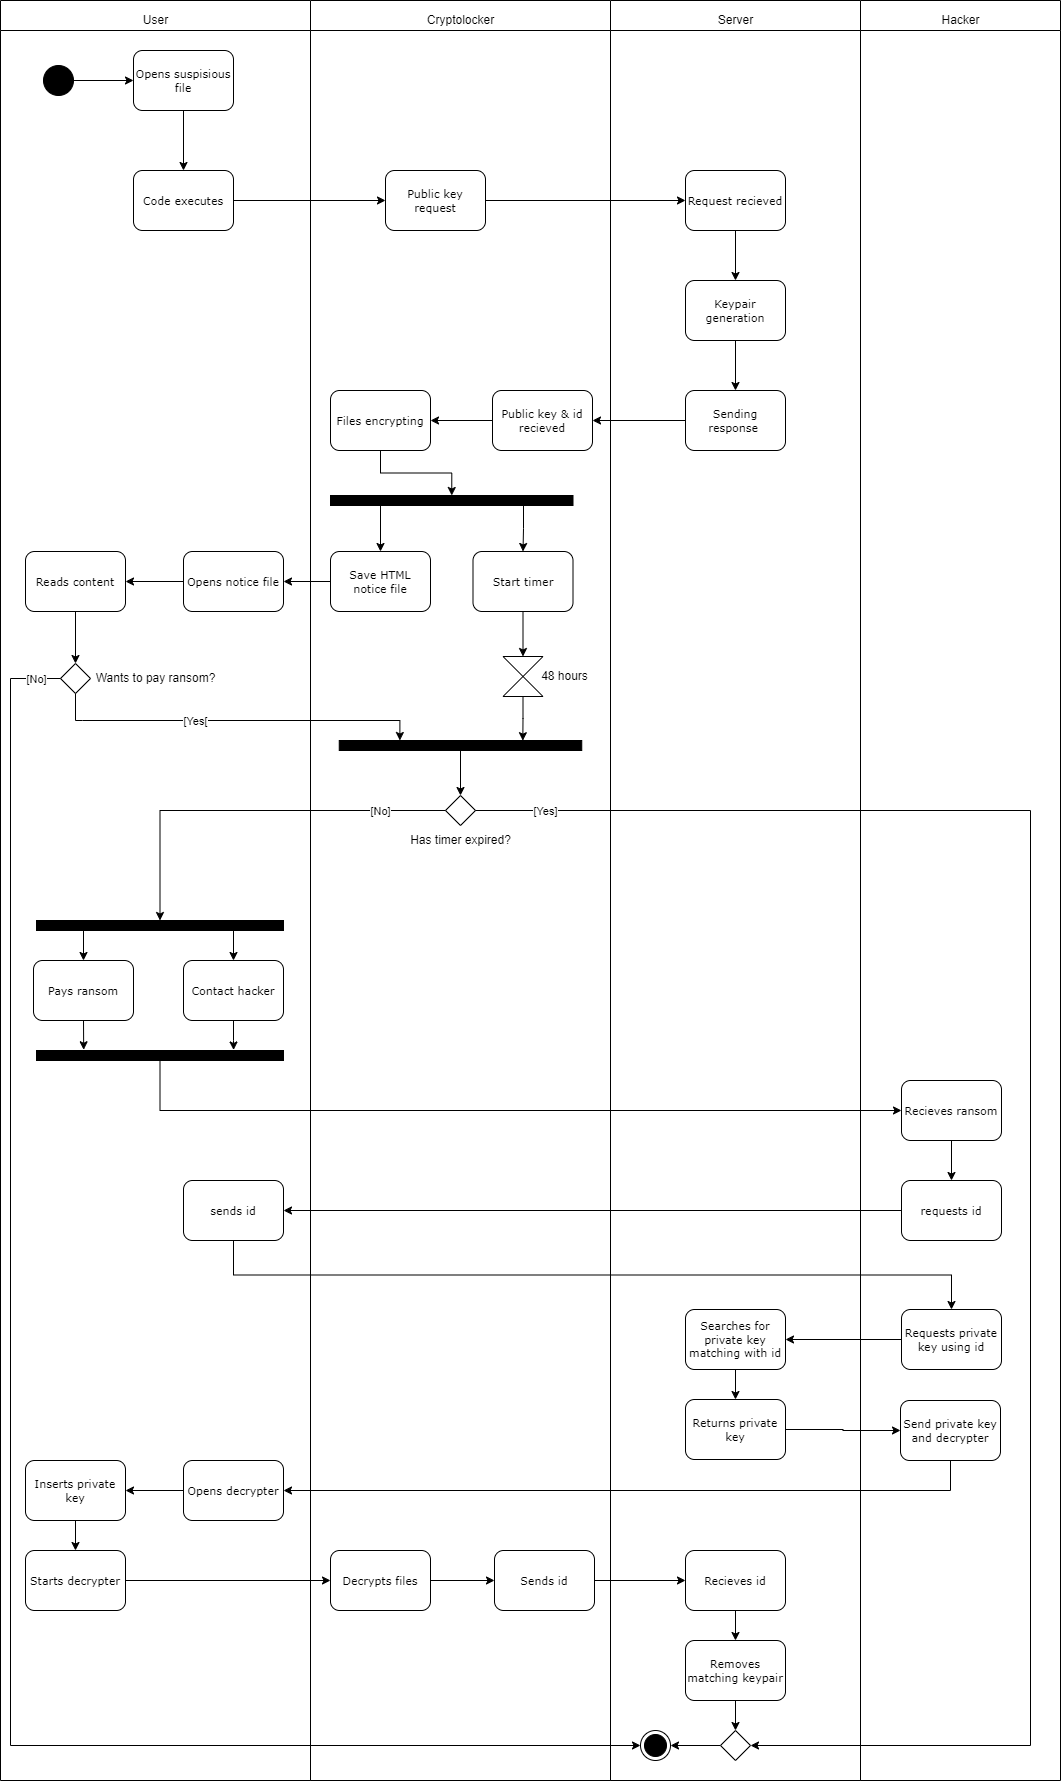 User
Cryptolocker
Server
Hacker
Opens suspisious
file
Code executes
Public key
request
Request recieved
Keypair
generation
Files encrypting
Public key & id
recieved
Sending
response
Reads content
Opens notice file
Save HTML
notice file
Start timer
[No]
Wants to pay ransom?
48 hours
[Yes[
[No]
[Yes]
Has timer expired?
Pays ransom
Contact hacker
Recieves ransom
sends id
requests id
Searches for
private key
matching with id
Requests private
key using id
Returns private
key
Send private key
and decrypter
Inserts private
key
Opens decrypter
Starts decrypter
Decrypts files
Sends id
Recieves id
Removes
matching keypair